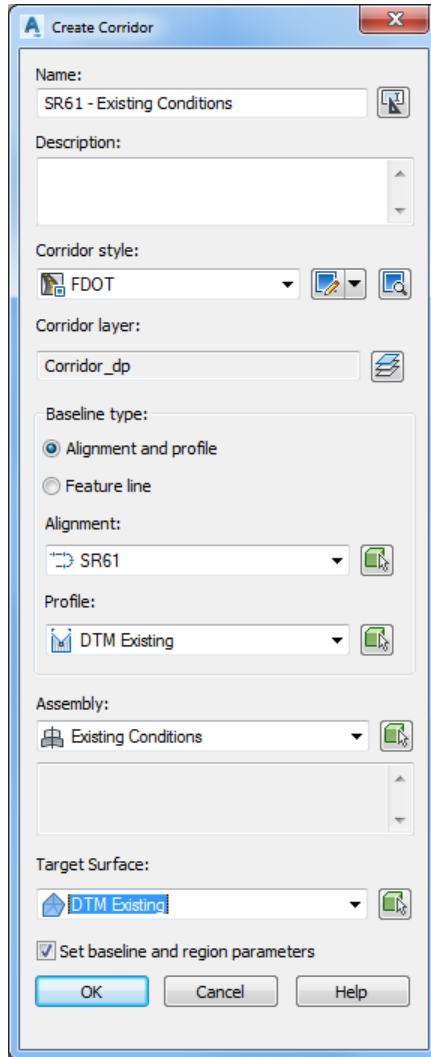 Create Corridor
Name:
SR61 - Existing Conditions
Description:
Corridor style:
FDOT
Corridor layer:
Corridor_dp
Baseline type:
Alignment and profile
Feature line
Alignment:
SR61
Profile:
DTM Existing
Assembly:
Existing Conditions
Target Surface:
DTM Existing
Set baseline and region parameters
OK Cancel Help